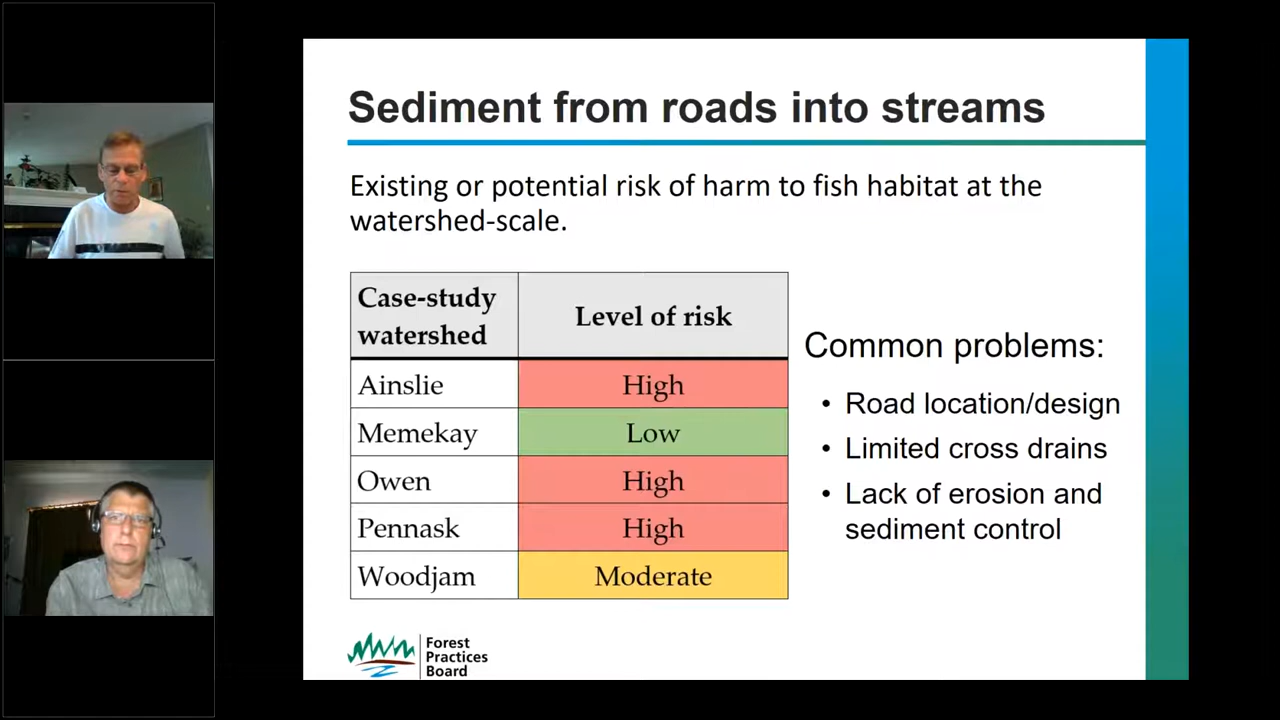 Sediment from roads into streams
Existing or potential risk of harm to fish habitat at the
watershed-scale.
Case-study
watershed
Level of risk
Ainslie
High
Memekay
Low
Owen
High
Pennask
High
Woodjam
Moderate
Common problems:
• Road location/design
• Limited cross drains
• Lack of erosion and
sediment control
Forest
Practices
Board